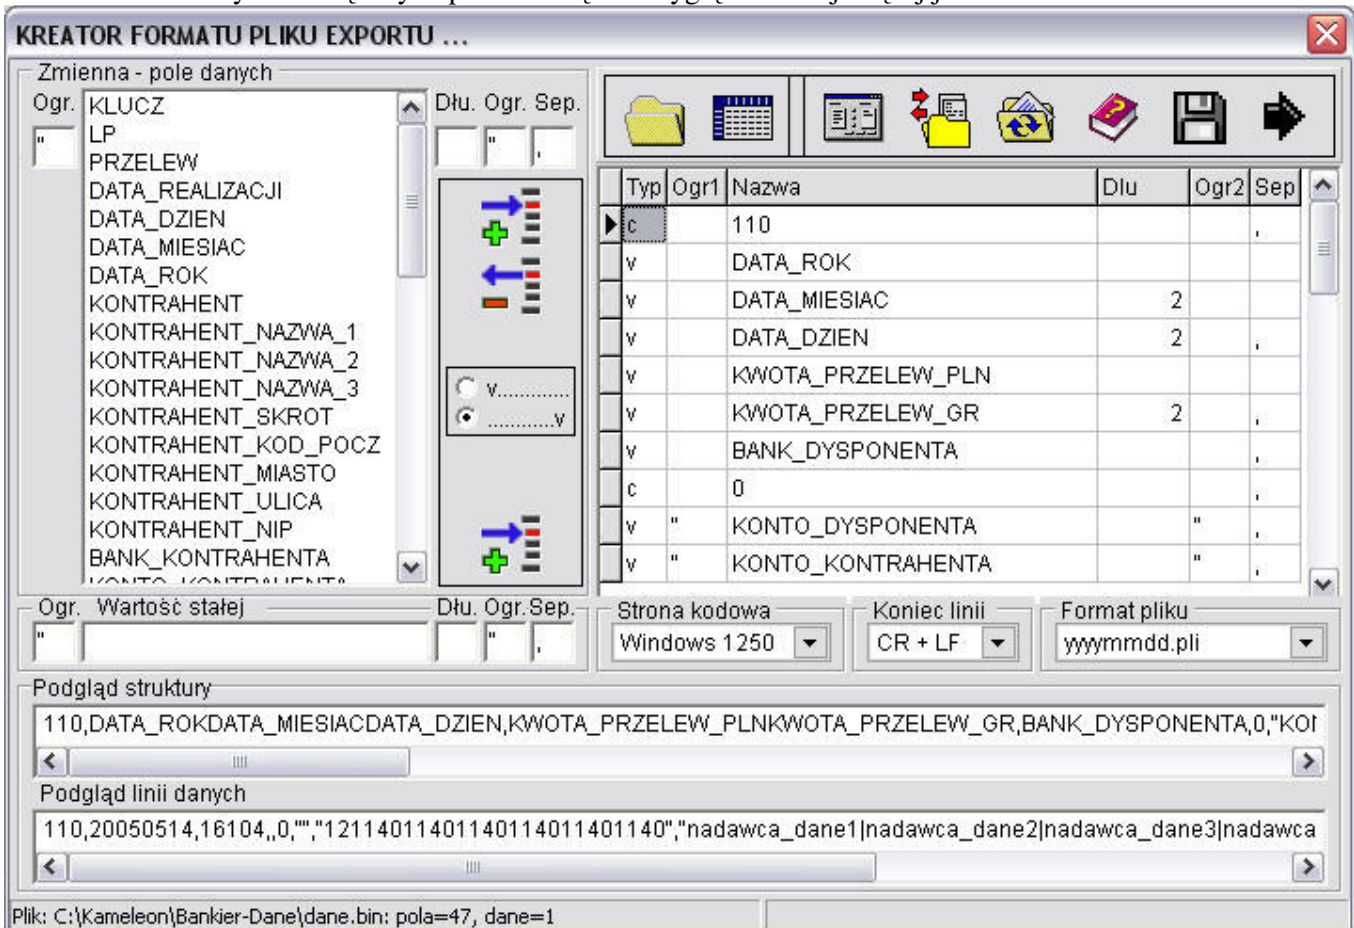 KREATOR FORMATU PLIKU EXPORTU ...
Zmienna - pole danych
Ogr. Dłu. Ogr. Sep.
" " ,
KLUCZ
LP
PRZELEW
DATA_REALIZACJI
DATA_DZIEN
DATA_MIESIAC
DATA_ROK
KONTRAHENT
KONTRAHENT_NAZWA_1
KONTRAHENT_NAZWA_2
KONTRAHENT_NAZWA_3
KONTRAHENT_SKROT
KONTRAHENT_KOD_POCZ
KONTRAHENT_MIASTO
KONTRAHENT_ULICA
KONTRAHENT_NIP
BANK_KONTRAHENTA
v.............
............v
Typ Ogr1 Nazwa Dlu Ogr2 Sep
c 110 ,
v DATA_ROK
v DATA_MIESIAC 2
v DATA_DZIEN 2 ,
v KWOTA_PRZELEW_PLN
v KWOTA_PRZELEW_GR 2 ,
v BANK_DYSPONENTA ,
c 0 ,
v " KONTO_DYSPONENTA " ,
v " KONTO_KONTRAHENTA " ,
Ogr. Wartość stałej Dłu. Ogr. Sep.
" " ,
Strona kodowa Koniec linii Format pliku
Windows 1250 CR + LF yyyymmdd.pli
Podgląd struktury
110,DATA_ROKDATA_MIESIACDATA_DZIEN,KWOTA_PRZELEW_PLNKWOTA_PRZELEW_GR,BANK_DYSPONENTA,0,"KO
Podgląd linii danych
110,20050514,16104,,0,"","12114011401140114011401140","nadawca_dane1|nadawca_dane2|nadawca_dane3|nadawca
Plik: C:\Kameleon\Bankier-Dane\dane.bin: pola=47, dane=1